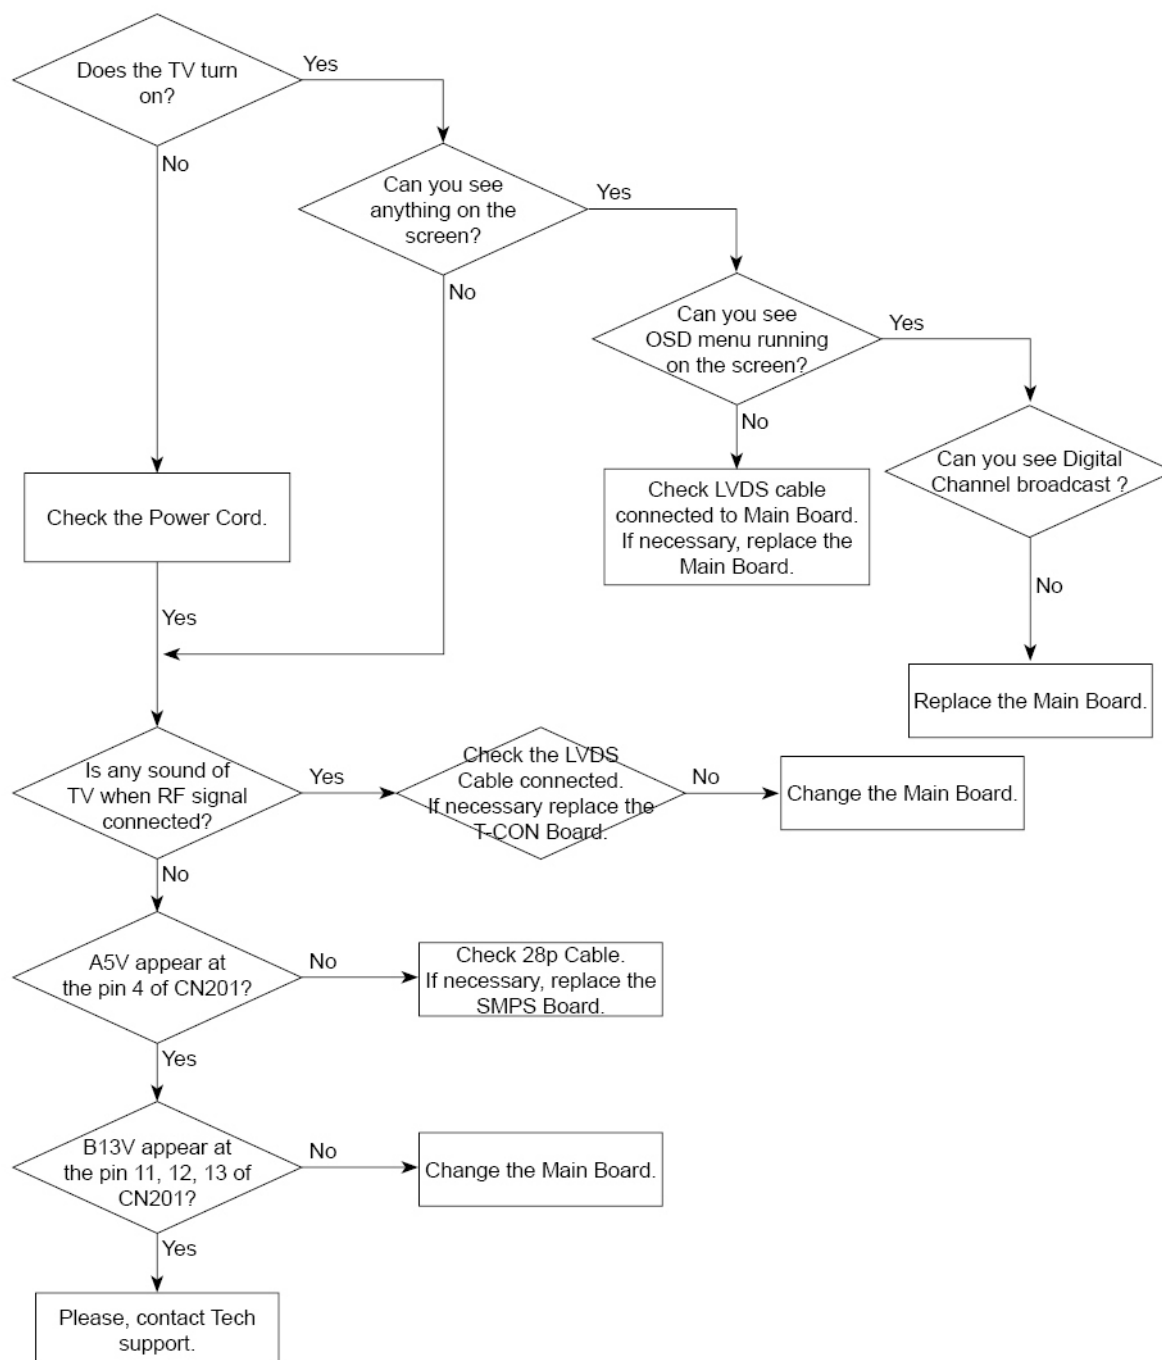 Does the TV turn
on?
Yes
No
Can you see
anything on the
screen?
Yes
No
Can you see
OSD menu running
on the screen?
Yes
No
Can you see Digital
Channel broadcast ?
No
Check LVDS cable
connected to Main Board.
If necessary, replace the
Main Board.
Replace the Main Board.
Check the Power Cord.
Yes
Is any sound of
TV when RF signal
connected?
Yes
Check the LVDS
Cable connected.
If necessary replace the
T-CON Board.
No
Change the Main Board.
No
A5V appear at
the pin 4 of CN201?
No
Check 28p Cable.
If necessary, replace the
SMPS Board.
Yes
B13V appear at
the pin 11, 12, 13 of
CN201?
No
Change the Main Board.
Yes
Please, contact Tech
support.